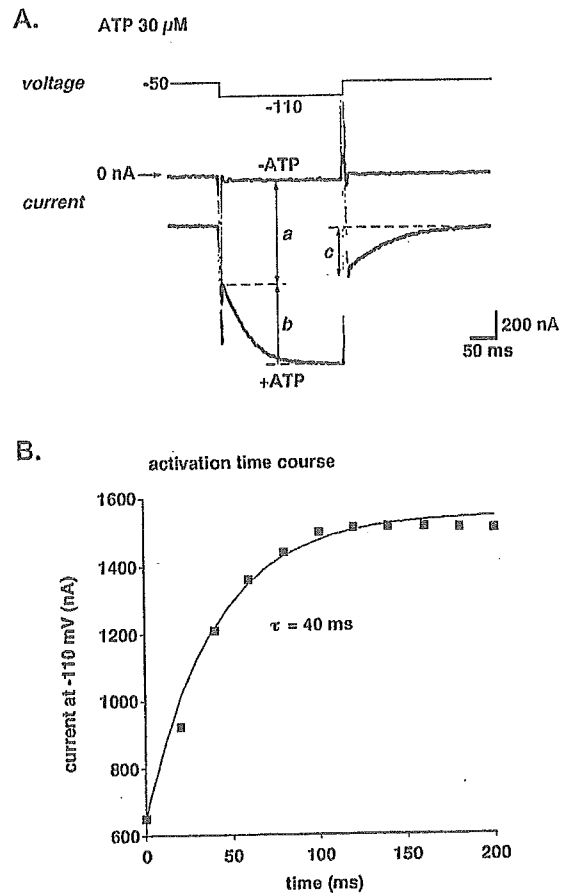 A.
ATP 30 µM
voltage
-50
-110
0 nA
-ATP
current
a
c
b
200 nA
50 ms
+ATP
B.
activation time course
1600
1400
1200
1000
800
600
current at -110 mV (nA)
τ = 40 ms
0 50 100 150 200
time (ms)